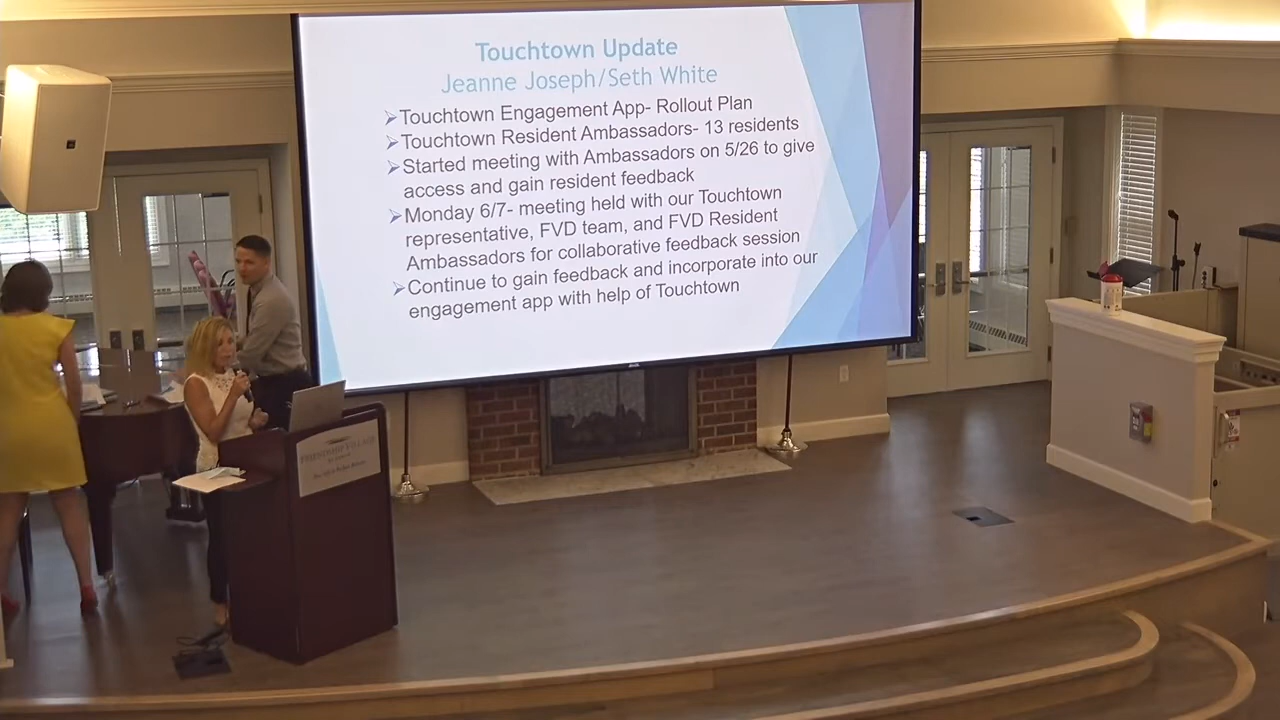 Touchtown Update
Jeanne Joseph/Seth White
➢Touchtown Engagement App- Rollout Plan
➢Touchtown Resident Ambassadors- 13 residents
➢Started meeting with Ambassadors on 5/26 to give
access and gain resident feedback
➢Monday 6/7- meeting held with our Touchtown
representative, FVD team, and FVD Resident
Ambassadors for collaborative feedback session
➢Continue to gain feedback and incorporate into our
engagement app with help of Touchtown
FRIENDSHIP VILLAGE